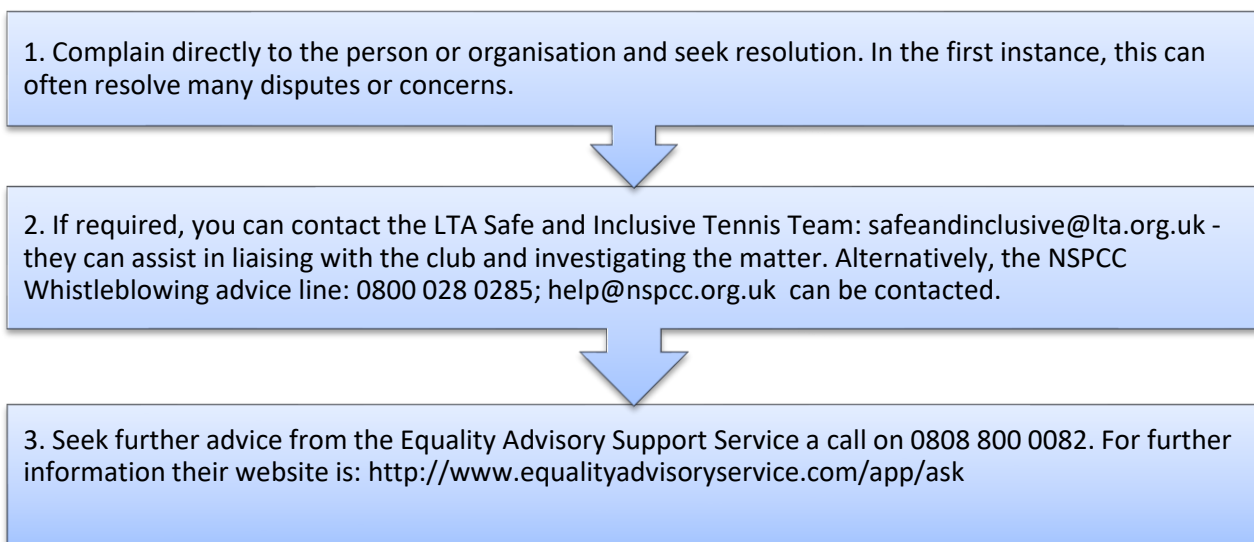 1. Complain directly to the person or organisation and seek resolution. In the first instance, this can
often resolve many disputes or concerns.
2. If required, you can contact the LTA Safe and Inclusive Tennis Team: safeandinclusive@lta.org.uk -
they can assist in liaising with the club and investigating the matter. Alternatively, the NSPCC
Whistleblowing advice line: 0800 028 0285; help@nspcc.org.uk  can be contacted.
3. Seek further advice from the Equality Advisory Support Service a call on 0808 800 0082. For further
information their website is: http://www.equalityadvisoryservice.com/app/ask